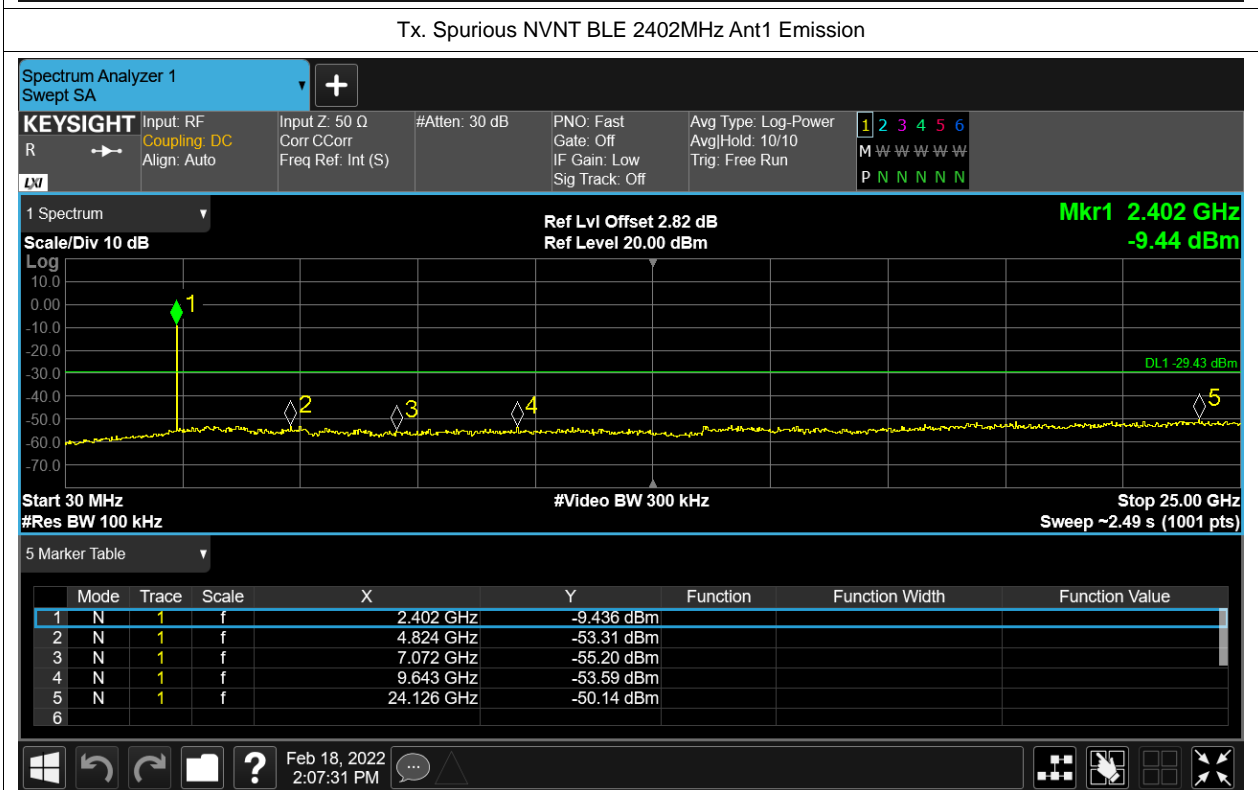 Tx. Spurious NVNT BLE 2402MHz Ant1 Emission
Spectrum Analyzer 1
Swept SA
+
KEYSIGHT Input: RF Input Z: 50 Ω #Atten: 30 dB PNO: Fast Avg Type: Log-Power 1 2 3 4 5 6
R Coupling: DC Corr CCorr Gate: Off Avg|Hold: 10/10 M W W W W W
Align: Auto Freq Ref: Int (S) IF Gain: Low Trig: Free Run
LXI Sig Track: Off P N N N N N
1 Spectrum Ref Lvl Offset 2.82 dB Mkr1 2.402 GHz
Scale/Div 10 dB Ref Level 20.00 dBm -9.44 dBm
Log
10.0
0.00 1
-10.0
-20.0
DL1 -29.43 dBm
-30.0
-40.0 2 3 4 5
-50.0
-60.0
-70.0
Start 30 MHz #Video BW 300 kHz Stop 25.00 GHz
#Res BW 100 kHz Sweep ~2.49 s (1001 pts)
5 Marker Table
Mode Trace Scale X Y Function Function Width Function Value
1 N 1 f 2.402 GHz -9.436 dBm
2 N 1 f 4.824 GHz -53.31 dBm
3 N 1 f 7.072 GHz -55.20 dBm
4 N 1 f 9.643 GHz -53.59 dBm
5 N 1 f 24.126 GHz -50.14 dBm
6
? Feb 18, 2022
2:07:31 PM